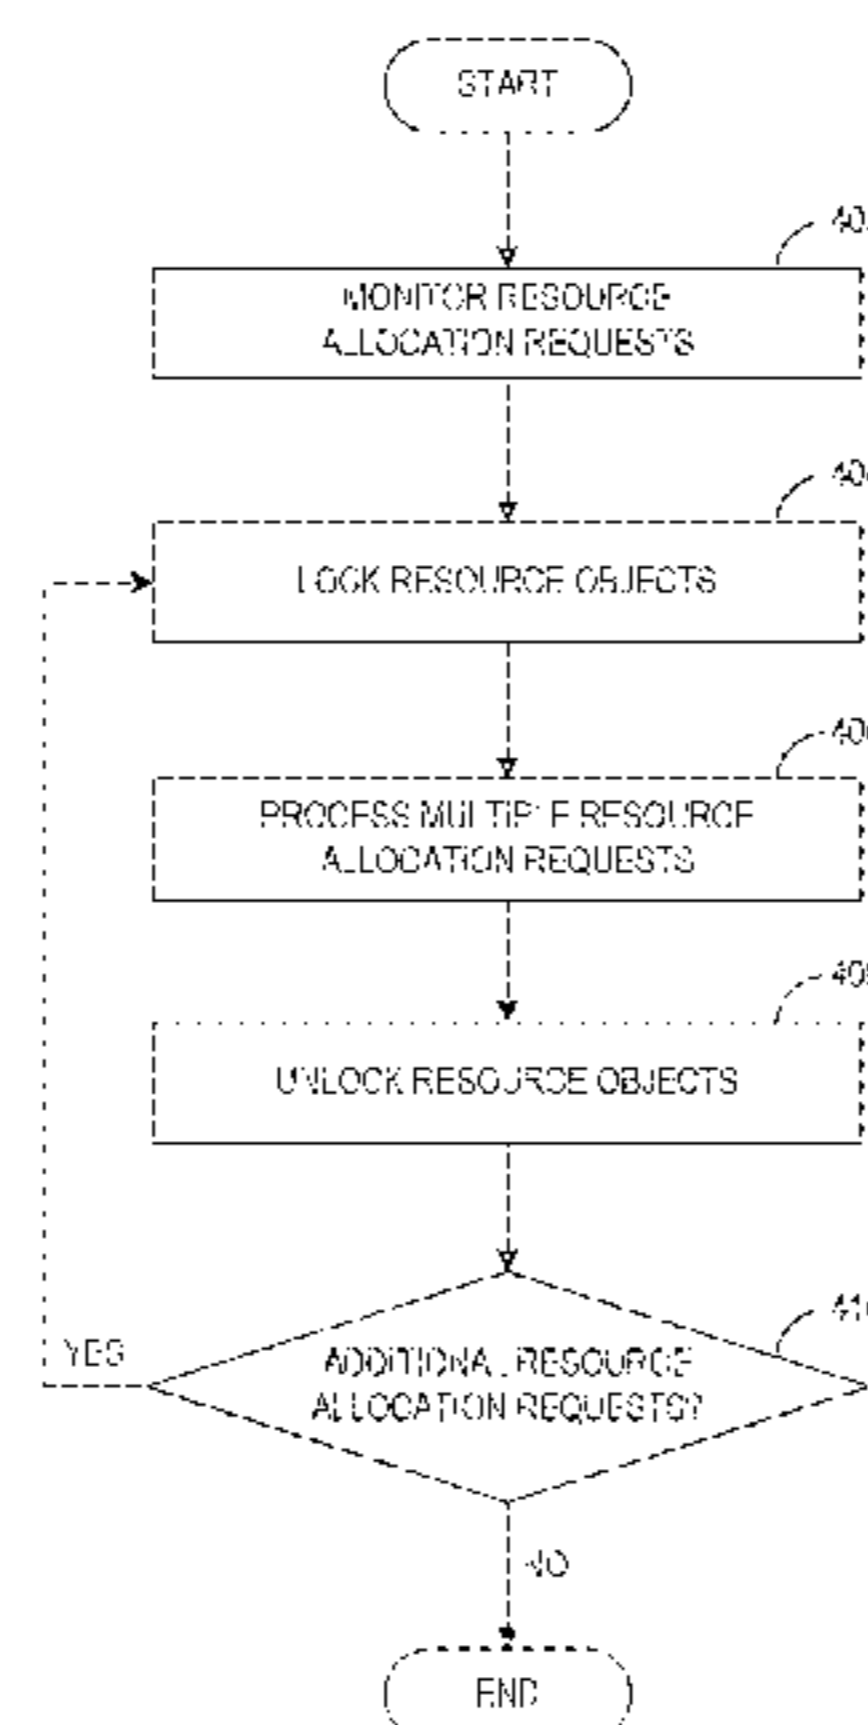 START
MONITOR RESOURCE
ALLOCATION REQUESTS
LOCK RESOURCE OBJECTS
PROCESS MULTIPLE RESOURCE
ALLOCATION REQUESTS
UNLOCK RESOURCE OBJECTS
ADDITIONAL RESOURCE
ALLOCATION REQUESTS?
YES
NO
END